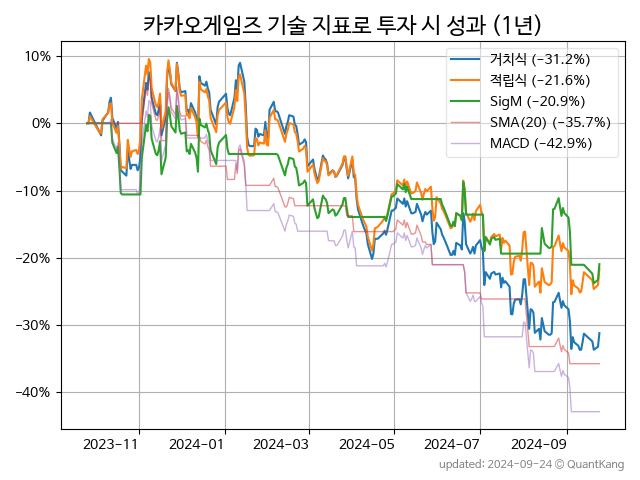 카카오게임즈 기술 지표로 투자 시 성과 (1년)
거치식 (−31.2%)
적립식 (−21.6%)
SigM (−20.9%)
SMA(20) (−35.7%)
MACD (−42.9%)
10%
0%
−10%
−20%
−30%
−40%
2023-11
2024-01
2024-03
2024-05
2024-07
2024-09
updated: 2024-09-24 © QuantKang